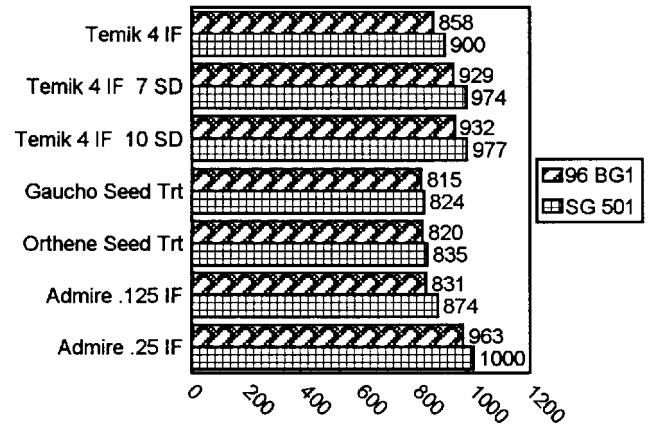 Temik 4 IF
858
900
Temik 4 IF 7 SD
929
974
Temik 4 IF 10 SD
932
977
Gaucho Seed Trt
815
824
Orthene Seed Trt
820
835
Admire .125 IF
831
874
Admire .25 IF
963
1000
96 BG1
SG 501
0 200 400 600 800 1000 1200